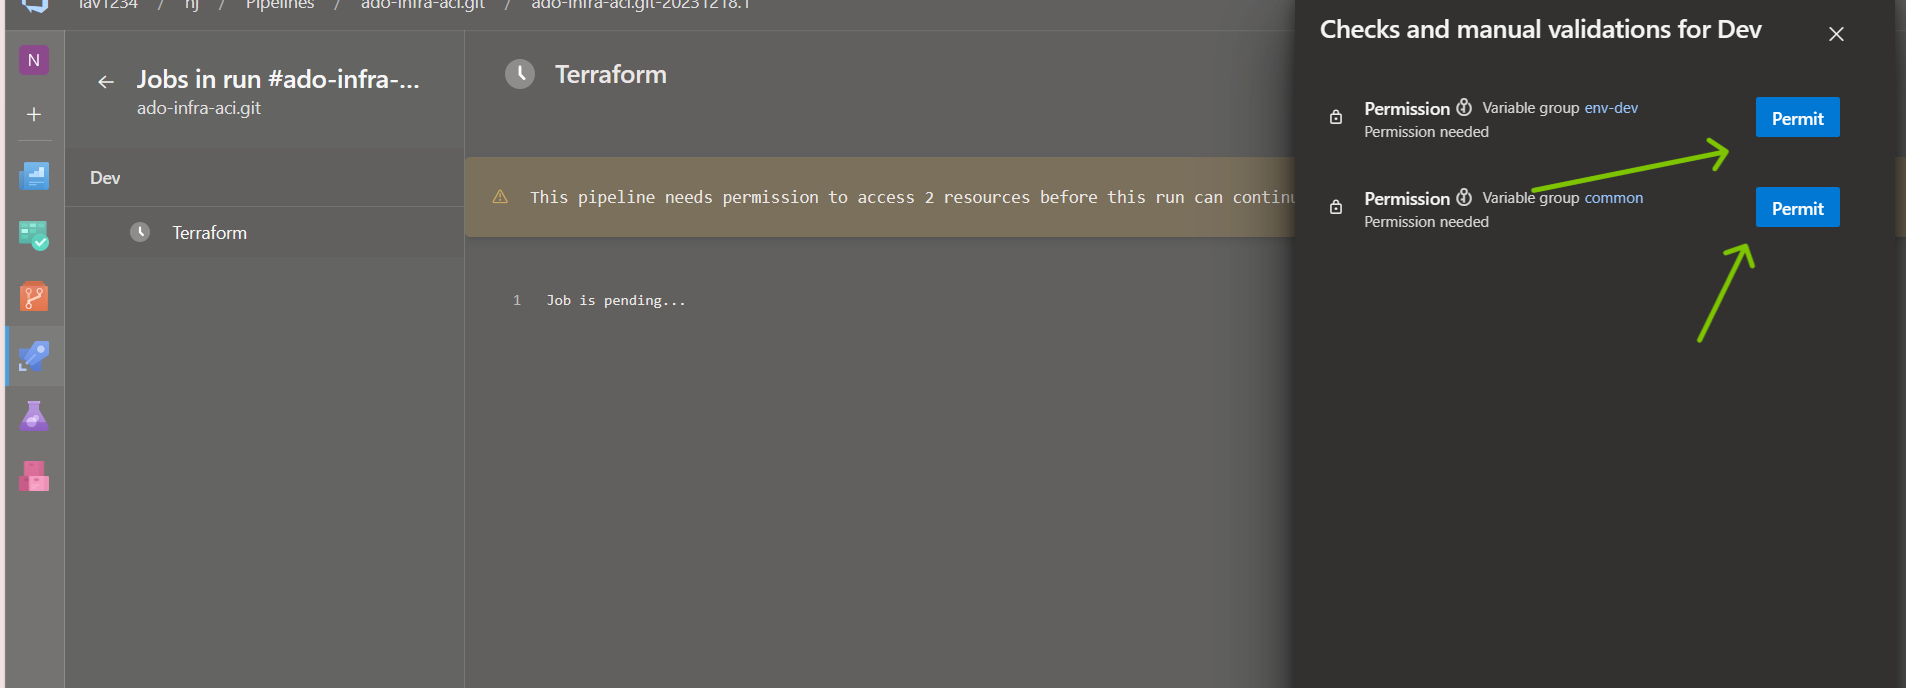 lav1234 / nj / Pipelines / ado-infra-aci.git / ado-infra-aci.git-20231218.1
N
Jobs in run #ado-infra-...
ado-infra-aci.git
Dev
Terraform
Terraform
This pipeline needs permission to access 2 resources before this run can
1 Job is pending...
Checks and manual validations for Dev
Permission Variable group env-dev
Permission needed
Permit
Permission Variable group common
Permission needed
Permit